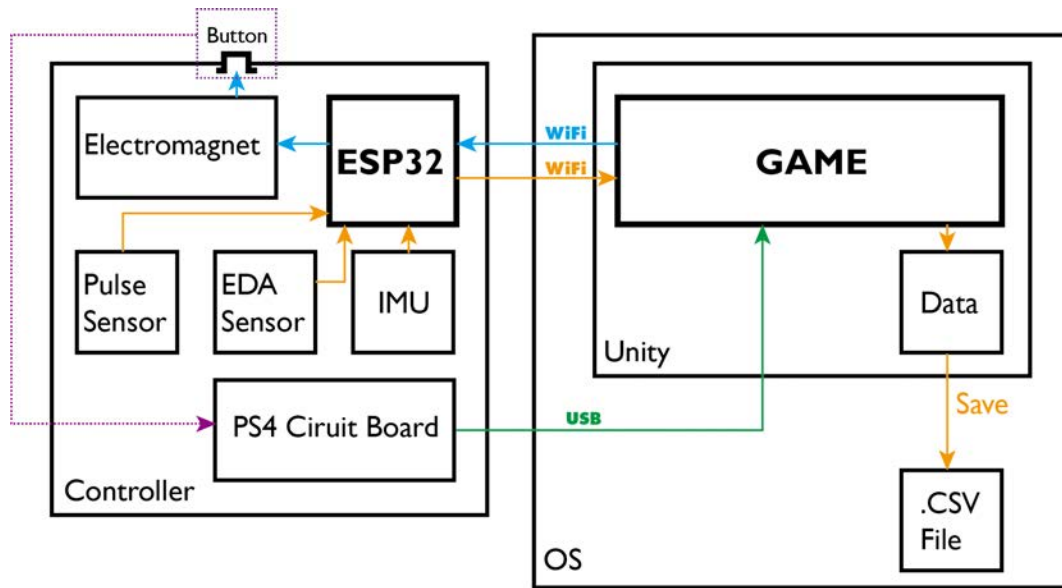 Button
Electromagnet
ESP32
WiFi
WiFi
GAME
Pulse
Sensor
EDA
Sensor
IMU
Data
Unity
PS4 Ciruit Board
USB
Save
Controller
.CSV
File
OS